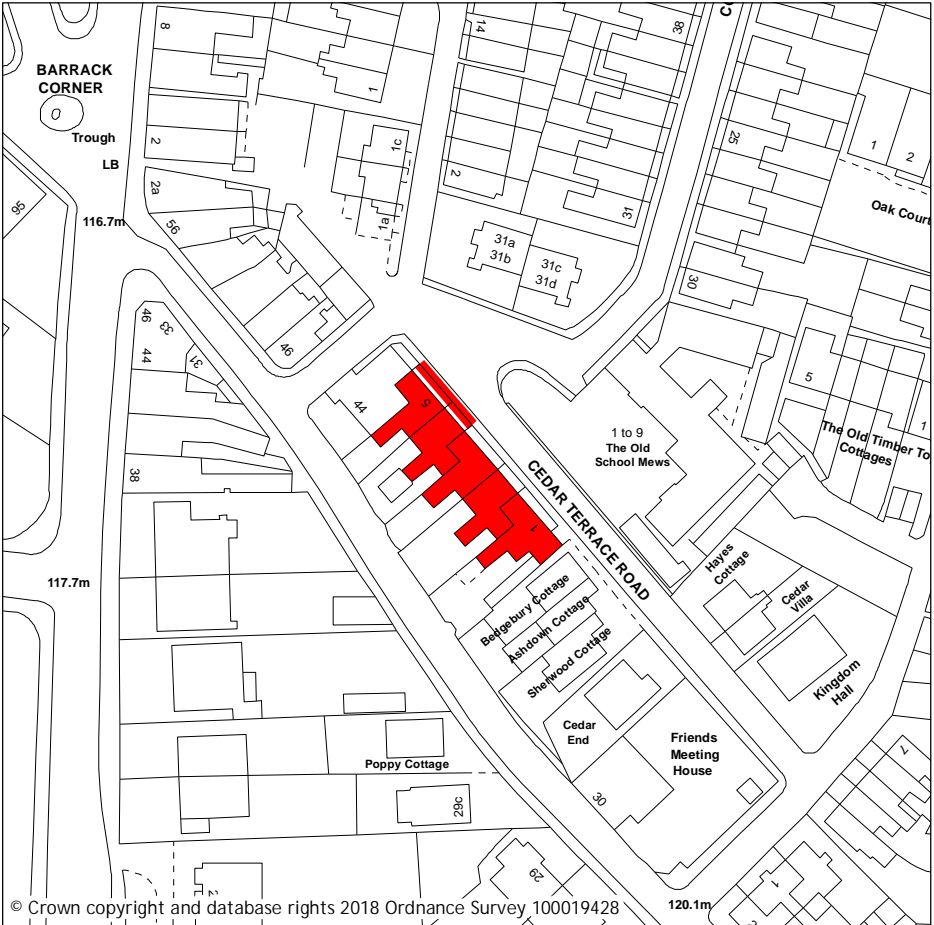 8
14
38
BARRACK
CORNER
1
Trough
LB
2
1c
25
1
2
2a
2
95
Oak Court
116.7m
56
1a
31
31a
31b
31c
31d
30
46
33
44
31
46
5
1
44
5
1 to 9
The Old
School Mews
The Old Timber To
Cottages
CEDAR TERRACE ROAD
38
1
117.7m
Hayes
Cottage
Cedar
Villa
Bedgebury Cottage
Ashdown Cottage
Sherwood Cottage
Kingdom
Hall
Cedar
End
Friends
Meeting
House
7
Poppy Cottage
29c
30
29
1
120.1m
© Crown copyright and database rights 2018 Ordnance Survey 100019428